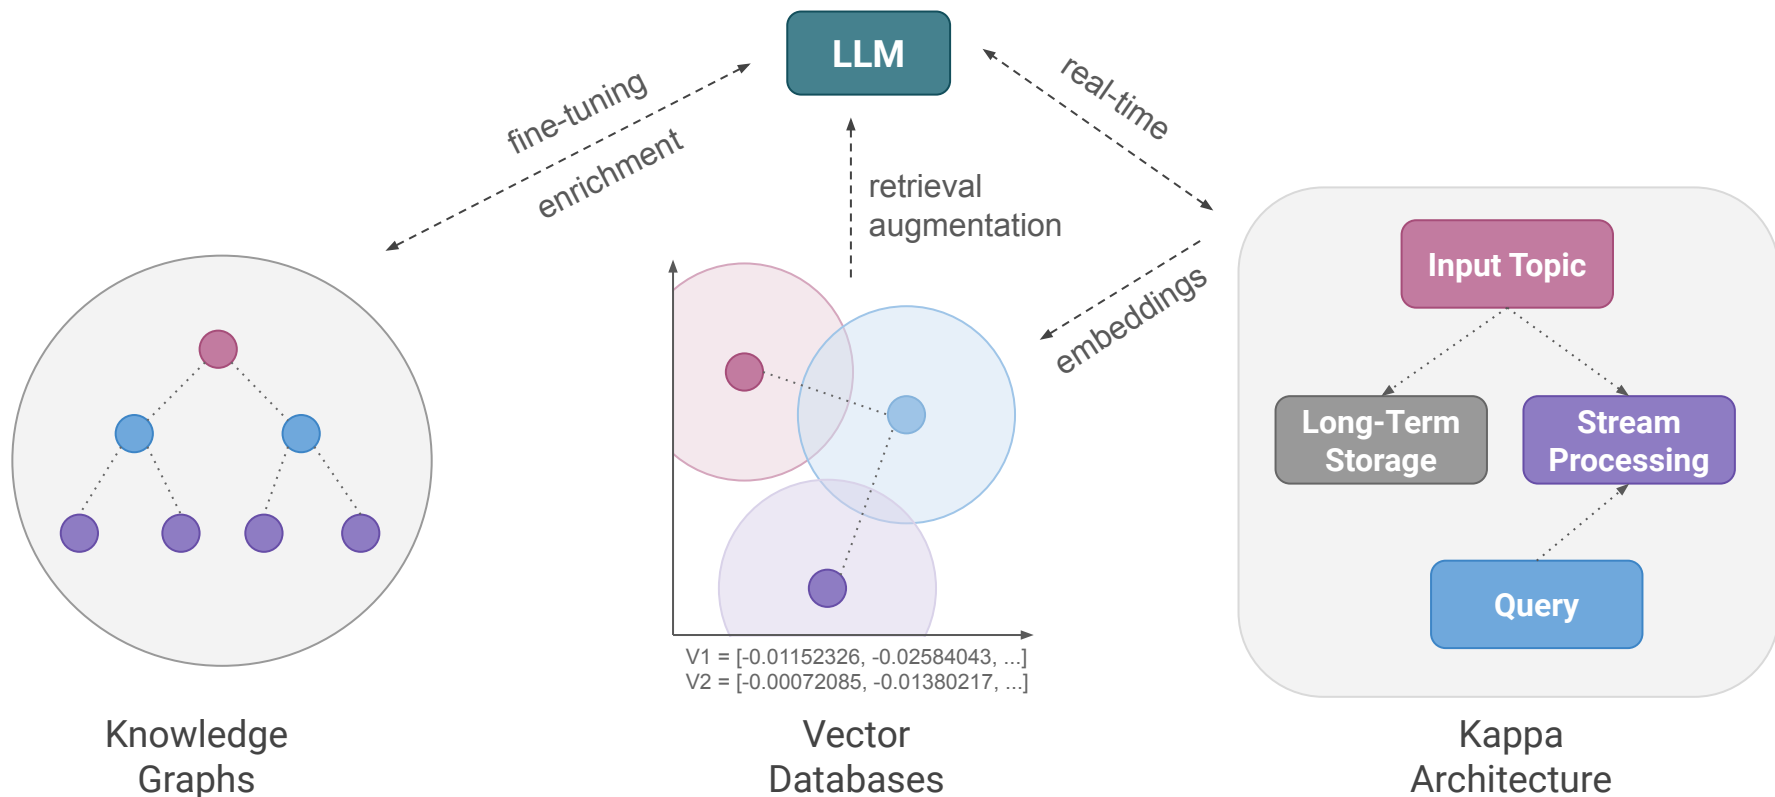 LLM
fine-tuning
enrichment
real-time
retrieval
augmentation
embeddings
Input Topic
Long-Term
Storage
Stream
Processing
Query
V1 = [-0.01152326, -0.02584043, ...]
V2 = [-0.00072085, -0.01380217, ...]
Knowledge
Graphs
Vector
Databases
Kappa
Architecture